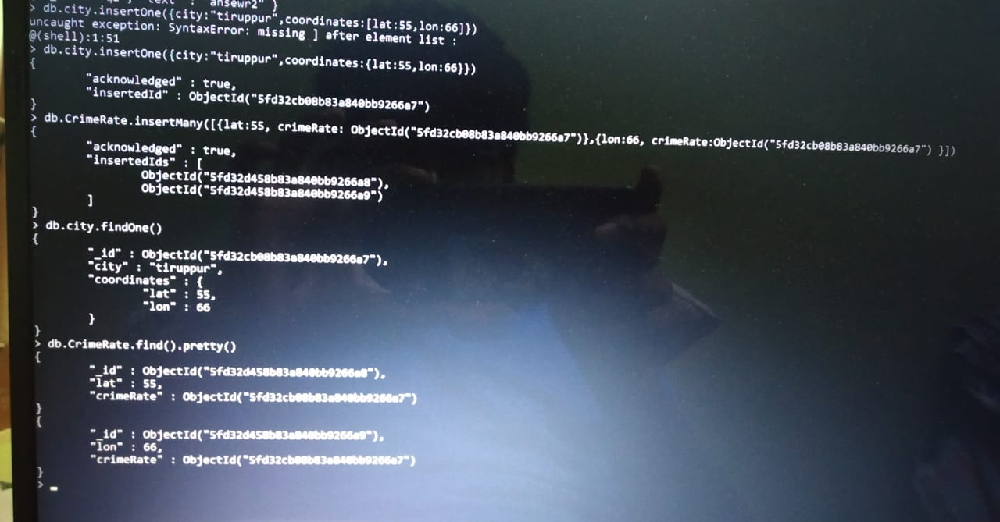 ansewr2" }
> db.city.insertOne({city:"tiruppur",coordinates:[lat:55,lon:66]})
uncaught exception: SyntaxError: missing ] after element list :
@(shell):1:51
> db.city.insertOne({city:"tiruppur",coordinates:{lat:55,lon:66}})
{
"acknowledged" : true,
"insertedId" : ObjectId("5fd32cb08b83a840bb9266a7")
}
> db.CrimeRate.insertMany([{lat:55, crimeRate: ObjectId("5fd32cb08b83a840bb9266a7")},{lon:66, crimeRate:ObjectId("5fd32cb08b83a840bb9266a7") }])
{
"acknowledged" : true,
"insertedIds" : [
ObjectId("5fd32d458b83a840bb9266a8"),
ObjectId("5fd32d458b83a840bb9266a9")
]
}
> db.city.findOne()
{
"_id" : ObjectId("5fd32cb08b83a840bb9266a7"),
"city" : "tiruppur",
"coordinates" : {
"lat" : 55,
"lon" : 66
}
}
> db.CrimeRate.find().pretty()
{
"_id" : ObjectId("5fd32d458b83a840bb9266a8"),
"lat" : 55,
"crimeRate" : ObjectId("5fd32cb08b83a840bb9266a7")
}
{
"_id" : ObjectId("5fd32d458b83a840bb9266a9"),
"lon" : 66,
"crimeRate" : ObjectId("5fd32cb08b83a840bb9266a7")
}
>